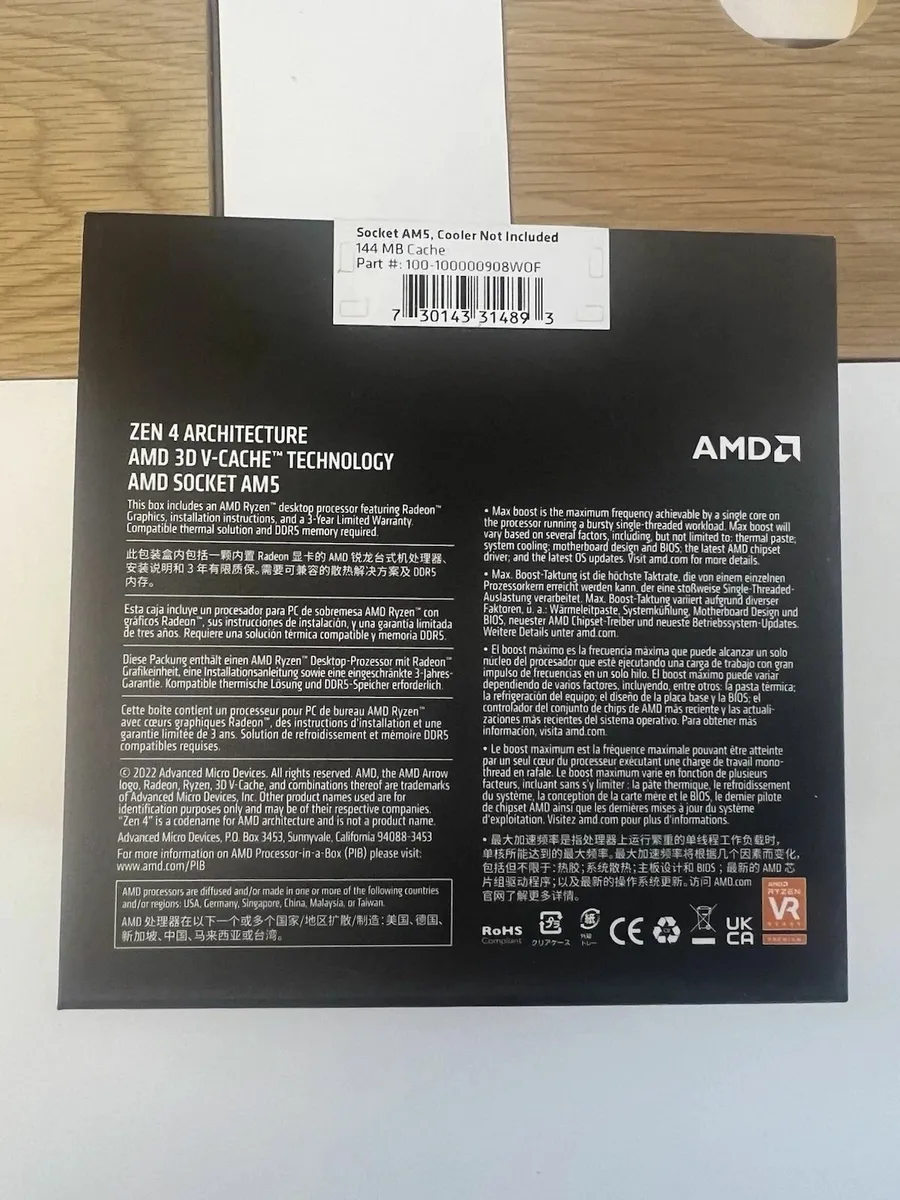 Socket AM5, Cooler Not Included
144 MB Cache
Part #: 100-100000908WOF
7 30143 31489 3
ZEN 4 ARCHITECTURE
AMD 3D V-CACHE™ TECHNOLOGY
AMD SOCKET AM5
AMD
This box includes an AMD Ryzen™ desktop processor featuring Radeon™
Graphics, installation instructions, and a 3-Year Limited Warranty.
Compatible thermal solution and DDR5 memory required.
此包装盒内包括一颗内置 Radeon 显卡的 AMD 锐龙台式机处理器、
安装说明和 3 年有限质保。需要可兼容的散热解决方案及 DDR5
内存。
Esta caja incluye un procesador para PC de sobremesa AMD Ryzen™ con
gráficos Radeon™, sus instrucciones de instalación, y una garantía limitada
de tres años. Requiere una solución térmica compatible y memoria DDR5.
Diese Packung enthält einen AMD Ryzen™ Desktop-Prozessor mit Radeon™
Grafikeinheit, eine Installationsanleitung sowie eine eingeschränkte 3-Jahres-
Garantie. Kompatible thermische Lösung und DDR5-Speicher erforderlich.
Cette boîte contient un processeur pour PC de bureau AMD Ryzen™
avec cœurs graphiques Radeon™, des instructions d'installation et une
garantie limitée de 3 ans. Solution de refroidissement et mémoire DDR5
compatibles requises.
© 2022 Advanced Micro Devices. All rights reserved. AMD, the AMD Arrow
logo, Radeon, Ryzen, 3D V-Cache, and combinations thereof are trademarks
of Advanced Micro Devices, Inc. Other product names used are for
identification purposes only and may be of their respective companies.
"Zen 4" is a codename for AMD architecture and is not a product name.
Advanced Micro Devices, P.O. Box 3453, Sunnyvale, California 94088-3453
For more information on AMD Processor-in-a-Box (PIB) please visit:
www.amd.com/PIB
AMD processors are diffused and/or made in one or more of the following countries
and/or regions: USA, Germany, Singapore, China, Malaysia, or Taiwan.
AMD 处理器在以下一个或多个国家/地区扩散/制造：美国、德国、
新加坡、中国、马来西亚或台湾。
• Max boost is the maximum frequency achievable by a single core on
the processor running a bursty single-threaded workload. Max boost will
vary based on several factors, including, but not limited to: thermal paste;
system cooling; motherboard design and BIOS; the latest AMD chipset
driver; and the latest OS updates. Visit amd.com for more details.
• Max. Boost-Taktung ist die höchste Taktrate, die von einem einzelnen
Prozessorkern erreicht werden kann, der eine stoßweise Single-Threaded-
Auslastung verarbeitet. Max. Boost-Taktung variiert aufgrund diverser
Faktoren, u. a.: Wärmeleitpaste, Systemkühlung, Motherboard Design und
BIOS, neuester AMD Chipset-Treiber und neueste Betriebssystem-Updates.
Weitere Details unter amd.com.
• El boost máximo es la frecuencia máxima que puede alcanzar un solo
núcleo del procesador que esté ejecutando una carga de trabajo con gran
impulso de frecuencias en un solo hilo. El boost máximo puede variar
dependiendo de varios factores, incluyendo, entre otros: la pasta térmica;
la refrigeración del equipo; el diseño de la placa base y la BIOS; el
controlador del conjunto de chips de AMD más reciente y las actuali-
zaciones más recientes del sistema operativo. Para obtener más
información, visita amd.com.
• Le boost maximum est la fréquence maximale pouvant être atteinte
par un seul cœur du processeur exécutant une charge de travail mono-
thread en rafale. Le boost maximum varie en fonction de plusieurs
facteurs, incluant sans s'y limiter : la pâte thermique, le refroidissement
du système, la conception de la carte mère et le BIOS, le dernier pilote
de chipset AMD ainsi que les dernières mises à jour du système
d'exploitation. Visitez amd.com pour plus d'informations.
• 最大加速频率是指处理器上运行繁重的单线程工作负载时，
单核所能达到的最大频率。最大加速频率将根据几个因素而变化，
包括但不限于：热胶；系统散热；主板设计和 BIOS；最新的 AMD 芯
片组驱动程序；以及最新的操作系统更新。访问 AMD.com
官网了解更多详情。
RoHS
Compliant
プラ
クリアケース
紙
外箱
トレー
CE
UK
CA
AMD
RYZEN
VR
PREMIUM